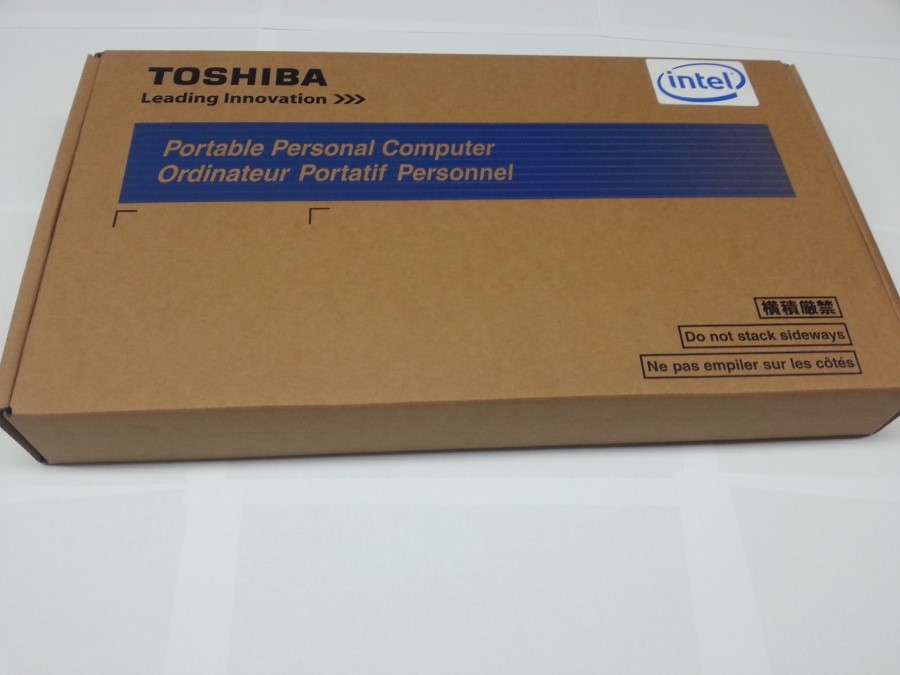 TOSHIBA
Leading Innovation >>>
intel
Portable Personal Computer
Ordinateur Portatif Personnel
横積厳禁
Do not stack sideways
Ne pas empiler sur les côtés